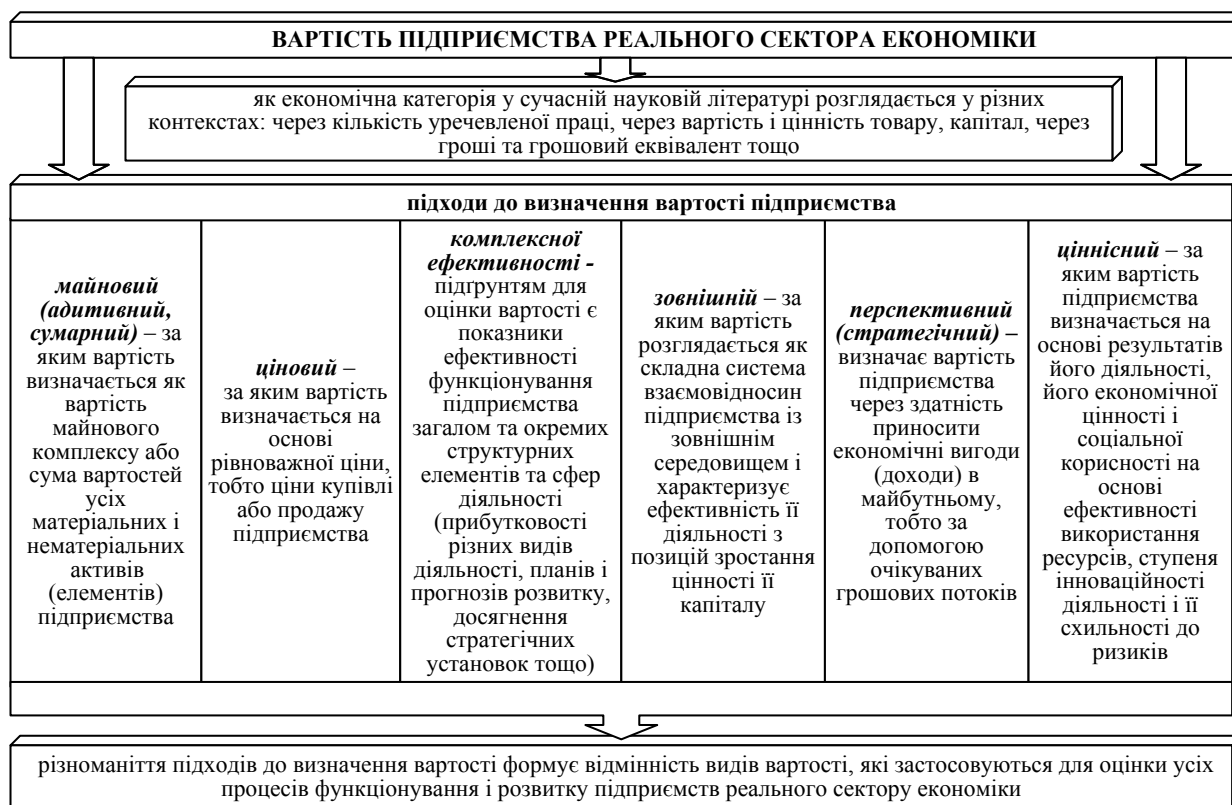 ВАРТІСТЬ ПІДПРИЄМСТВА РЕАЛЬНОГО СЕКТОРА ЕКОНОМІКИ
як економічна категорія у сучасній науковій літературі розглядається у різних
контекстах: через кількість уречевленої праці, через вартість і цінність товару, капітал, через
гроші та грошовий еквівалент тощо
підходи до визначення вартості підприємства
майновий
(адитивний,
сумарний) – за
яким вартість
визначається як
вартість
майнового
комплексу або
сума вартостей
усіх
матеріальних і
нематеріальних
активів
(елементів)
підприємства
ціновий –
за яким вартість
визначається на
основі
рівноважної ціни,
тобто ціни купівлі
або продажу
підприємства
комплексної
ефективності -
підґрунтям для
оцінки вартості є
показники
ефективності
функціонування
підприємства
загалом та окремих
структурних
елементів та сфер
діяльності
(прибутковості
різних видів
діяльності, планів і
прогнозів розвитку,
досягнення
стратегічних
установок тощо)
зовнішній – за
яким вартість
розглядається як
складна система
взаємовідносин
підприємства із
зовнішнім
середовищем і
характеризує
ефективність її
діяльності з
позицій зростання
цінності її
капіталу
перспективний
(стратегічний) –
визначає вартість
підприємства
через здатність
приносити
економічні вигоди
(доходи) в
майбутньому,
тобто за
допомогою
очікуваних
грошових потоків
ціннісний – за
яким вартість
підприємства
визначається на
основі результатів
його діяльності,
його економічної
цінності і
соціальної
корисності на
основі
ефективності
використання
ресурсів, ступеня
інноваційності
діяльності і її
схильності до
ризиків
різноманіття підходів до визначення вартості формує відмінність видів вартості, які застосовуються для оцінки усіх
процесів функціонування і розвитку підприємств реального сектору економіки